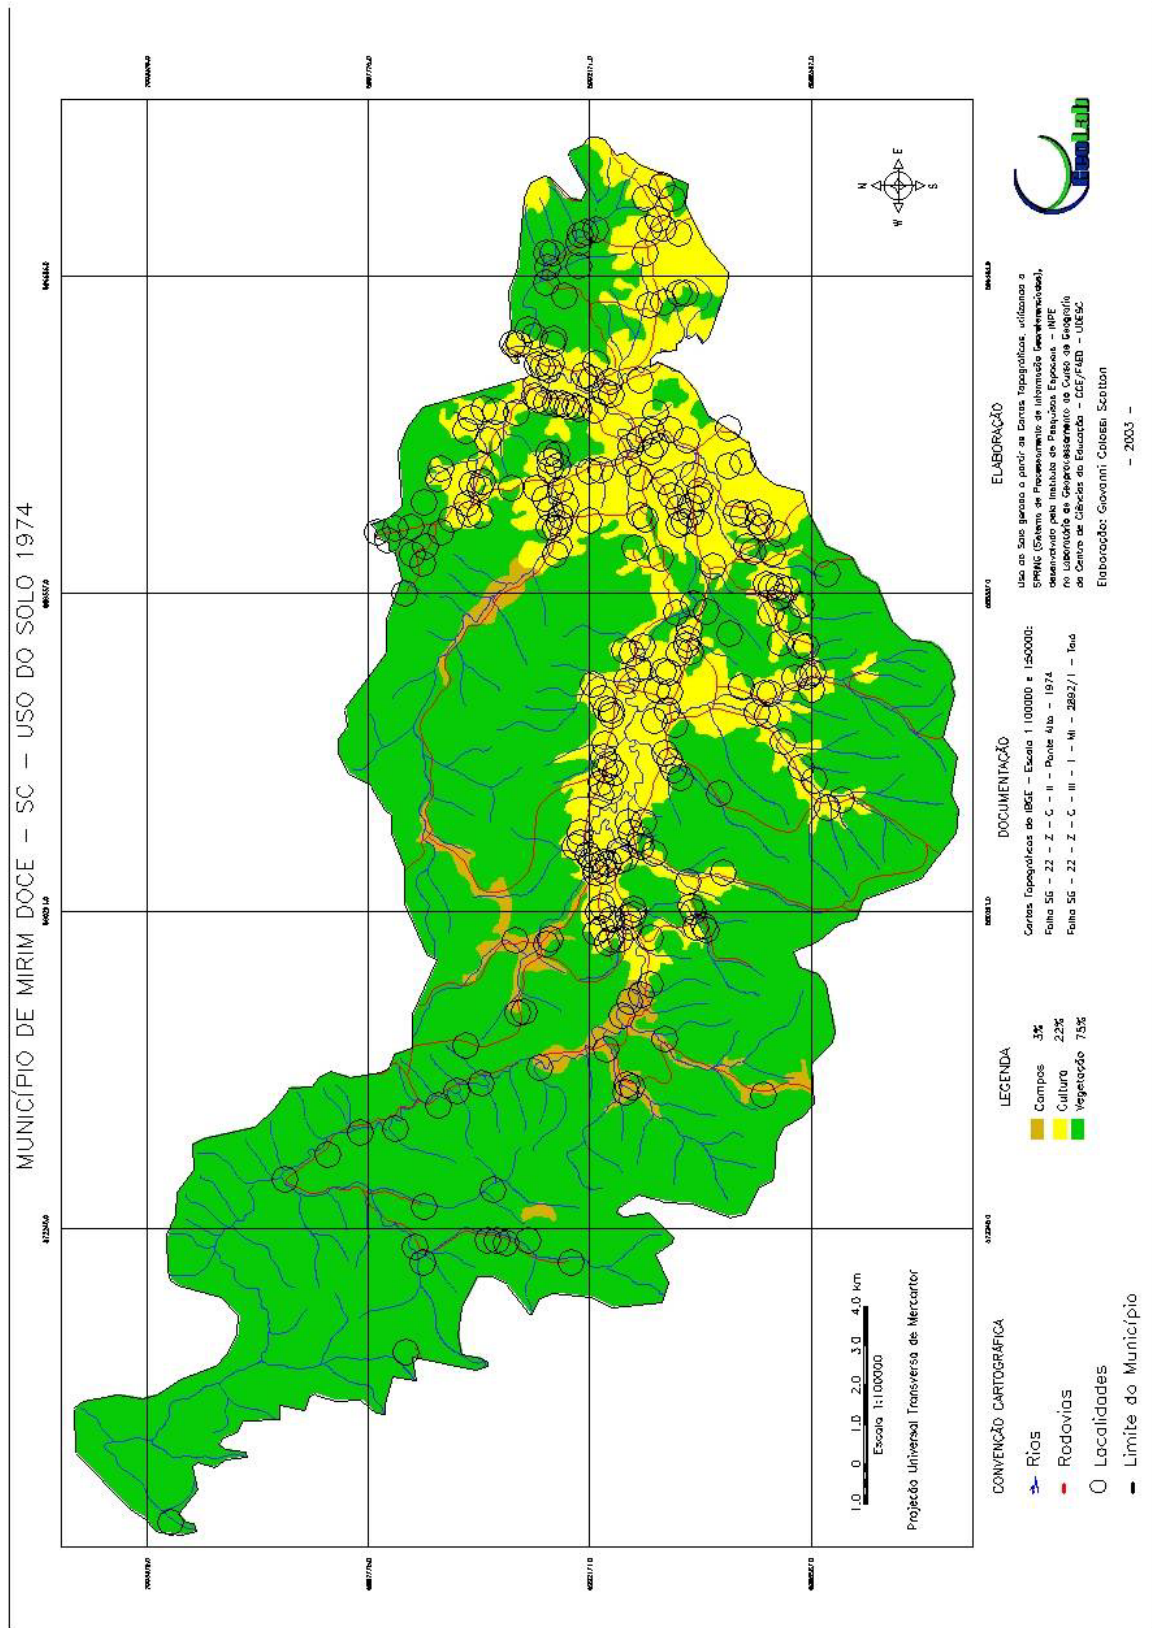 MUNICÍPIO DE MIRIM DOCE – SC – USO DO SOLO 1974
N
W
E
S
1.0 0 1.0 2.0 3.0 4.0 km
Escala 1:100000
Projecão Universal Transversa de Mercartor
CONVENÇÃO CARTOGRÁFICA
Rios
Rodovias
Localidades
Limite do Município
LEGENDA
Campos 3%
Cultura 22%
Vegetação 75%
DOCUMENTAÇÃO
Cartas Topográficas do IBGE – Escala 1:100000 e 1:50000:
Folha SG – 22 – Z – C – II – Ponte Alta – 1974
Folha SG – 22 – Z – C – III – 1 – MI – 2892/1 – Taió
ELABORAÇÃO
Uso do Solo gerado a partir de Cartas Topográficas, utilizando o
SPRING (Sistema de Processamento de Informação Georeferenciadas),
desenvolvido pelo Instituto de Pesquisas Espaciais – INPE
no Laboratório de Geoprocessamento do Curso de Geografia
do Centro de Ciências da Educação – CCE/FAED – UDESC
Elaboração: Giovanni Colossi Scotton
– 2003 –
GeoLab